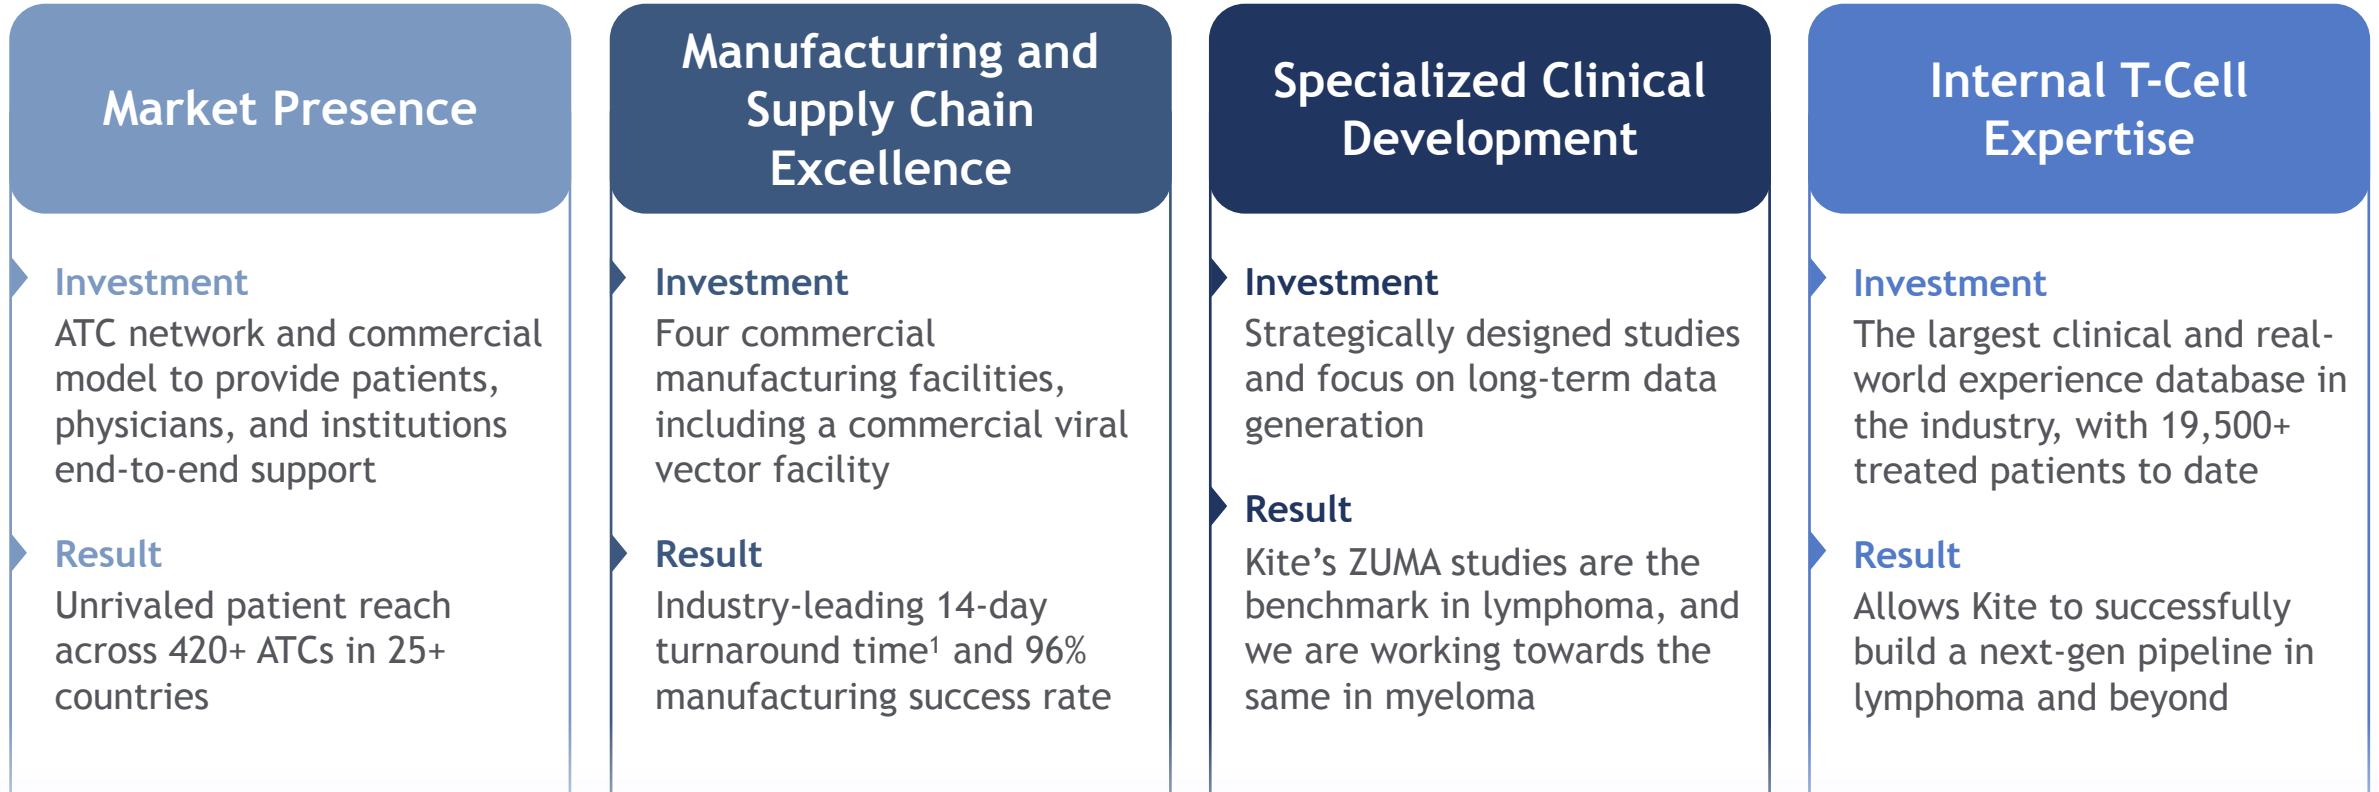 Market Presence
Investment
ATC network and commercial
model to provide patients,
physicians, and institutions
end-to-end support
Result
Unrivaled patient reach
across 420+ ATCs in 25+
countries
Manufacturing and
Supply Chain
Excellence
Investment
Four commercial
manufacturing facilities,
including a commercial viral
vector facility
Result
Industry-leading 14-day
turnaround time¹ and 96%
manufacturing success rate
Specialized Clinical
Development
Investment
Strategically designed studies
and focus on long-term data
generation
Result
Kite’s ZUMA studies are the
benchmark in lymphoma, and
we are working towards the
same in myeloma
Internal T-Cell
Expertise
Investment
The largest clinical and real-
world experience database in
the industry, with 19,500+
treated patients to date
Result
Allows Kite to successfully
build a next-gen pipeline in
lymphoma and beyond